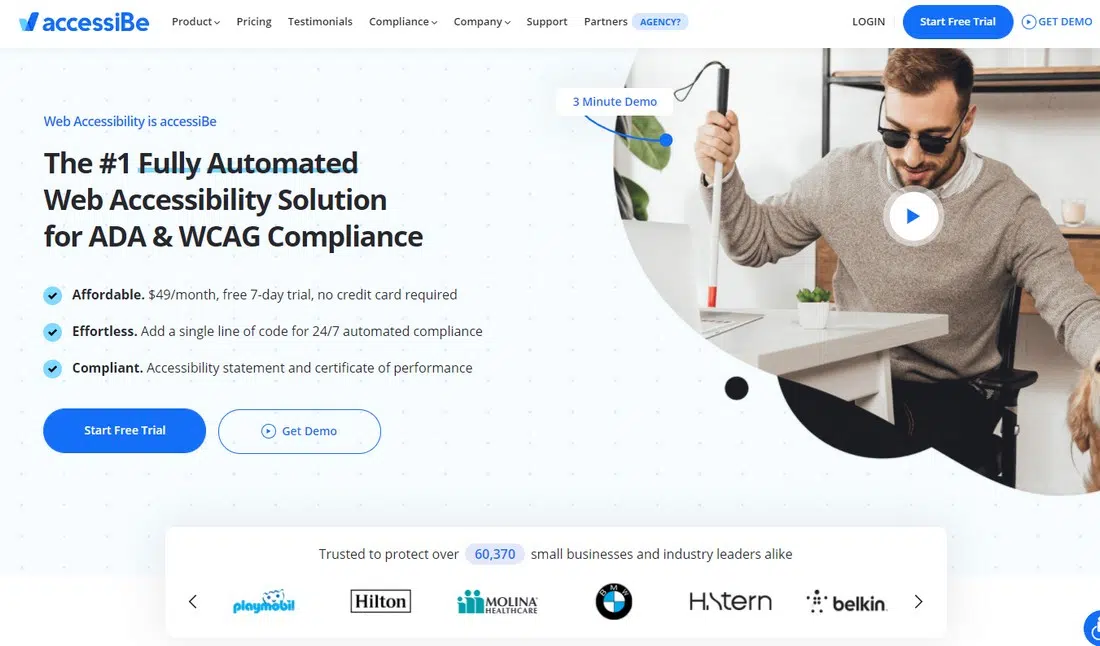 accessiBe
Product Pricing Testimonials Compliance Company Support Partners AGENCY? LOGIN Start Free Trial GET DEMO
3 Minute Demo
Web Accessibility is accessiBe
The #1 Fully Automated
Web Accessibility Solution
for ADA & WCAG Compliance
Affordable. $49/month, free 7-day trial, no credit card required
Effortless. Add a single line of code for 24/7 automated compliance
Compliant. Accessibility statement and certificate of performance
Start Free Trial
Get Demo
Trusted to protect over 60,370 small businesses and industry leaders alike
playmobil
Hilton
MOLINA
HEALTHCARE
BMW
H.Stern
belkin